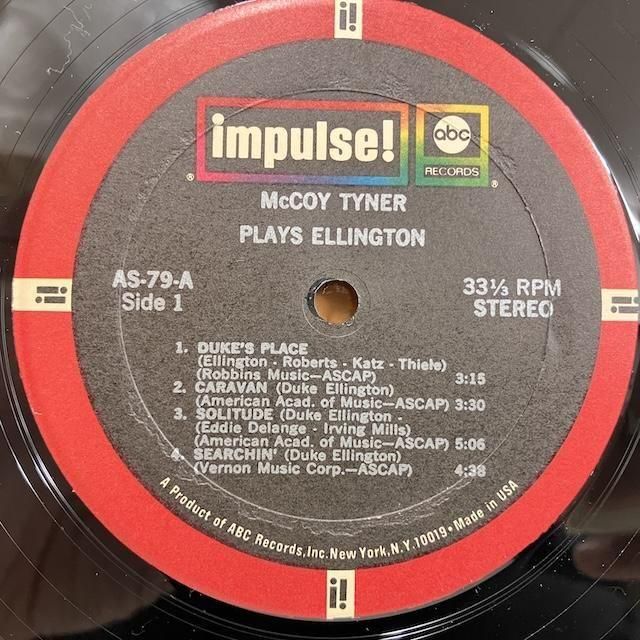 i!
impulse!
abc
RECORDS
®
®
McCOY TYNER
PLAYS ELLINGTON
AS-79-A
Side 1
33⅓ RPM
STEREO
1. DUKE'S PLACE
(Ellington - Roberts - Katz - Thiele)
(Robbins Music—ASCAP) 3:15
2. CARAVAN (Duke Ellington)
(American Acad. of Music—ASCAP) 3:30
3. SOLITUDE (Duke Ellington -
Eddie Delange - Irving Mills)
(American Acad. of Music—ASCAP) 5:06
4. SEARCHIN' (Duke Ellington)
(Vernon Music Corp.—ASCAP) 4:38
A Product of ABC Records, Inc. New York, N.Y. 10019 • Made in USA
i!
i!
i!